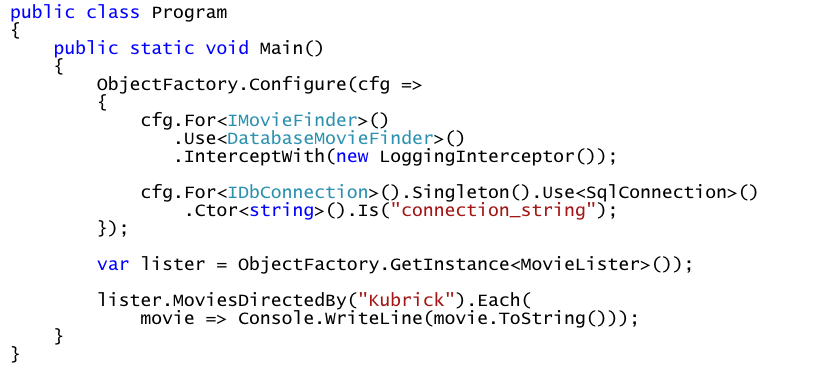 public class Program
{
    public static void Main()
    {
        ObjectFactory.Configure(cfg =>
        {
            cfg.For<IMovieFinder>()
               .Use<DatabaseMovieFinder>()
               .InterceptWith(new LoggingInterceptor());

            cfg.For<IDbConnection>().Singleton().Use<SqlConnection>()
                .Ctor<string>().Is("connection_string");
        });

        var lister = ObjectFactory.GetInstance<MovieLister>());

        lister.MoviesDirectedBy("Kubrick").Each(
            movie => Console.WriteLine(movie.ToString()));
    }
}